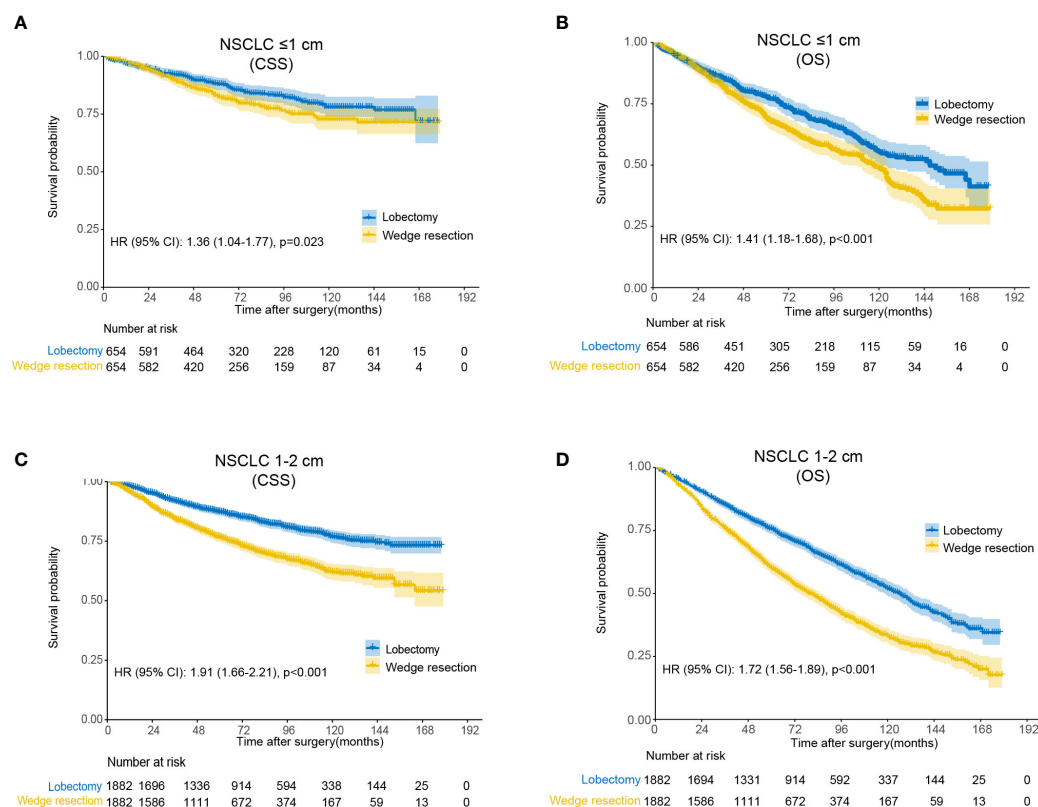 A
NSCLC ≤1 cm
(CSS)
Survival probability
1.00
0.75
0.50
0.25
0.00
Lobectomy
Wedge resection
HR (95% CI): 1.36 (1.04-1.77), p=0.023
0 24 48 72 96 120 144 168 192
Time after surgery(months)
Number at risk
Lobectomy 654 591 464 320 228 120 61 15 0
Wedge resection 654 582 420 256 159 87 34 4 0
B
NSCLC ≤1 cm
(OS)
Survival probability
1.00
0.75
0.50
0.25
0.00
Lobectomy
Wedge resection
HR (95% CI): 1.41 (1.18-1.68), p<0.001
0 24 48 72 96 120 144 168 192
Time after surgery(months)
Number at risk
Lobectomy 654 586 451 305 218 115 59 16 0
Wedge resection 654 582 420 256 159 87 34 4 0
C
NSCLC 1-2 cm
(CSS)
Survival probability
1.00
0.75
0.50
0.25
0.00
Lobectomy
Wedge resection
HR (95% CI): 1.91 (1.66-2.21), p<0.001
0 24 48 72 96 120 144 168 192
Time after surgery(months)
Number at risk
Lobectomy 1882 1696 1336 914 594 338 144 25 0
Wedge resection 1882 1586 1111 672 374 167 59 13 0
D
NSCLC 1-2 cm
(OS)
Survival probability
1.00
0.75
0.50
0.25
0.00
Lobectomy
Wedge resection
HR (95% CI): 1.72 (1.56-1.89), p<0.001
0 24 48 72 96 120 144 168 192
Time after surgery(months)
Number at risk
Lobectomy 1882 1694 1331 914 592 337 144 25 0
Wedge resection 1882 1586 1111 672 374 167 59 13 0